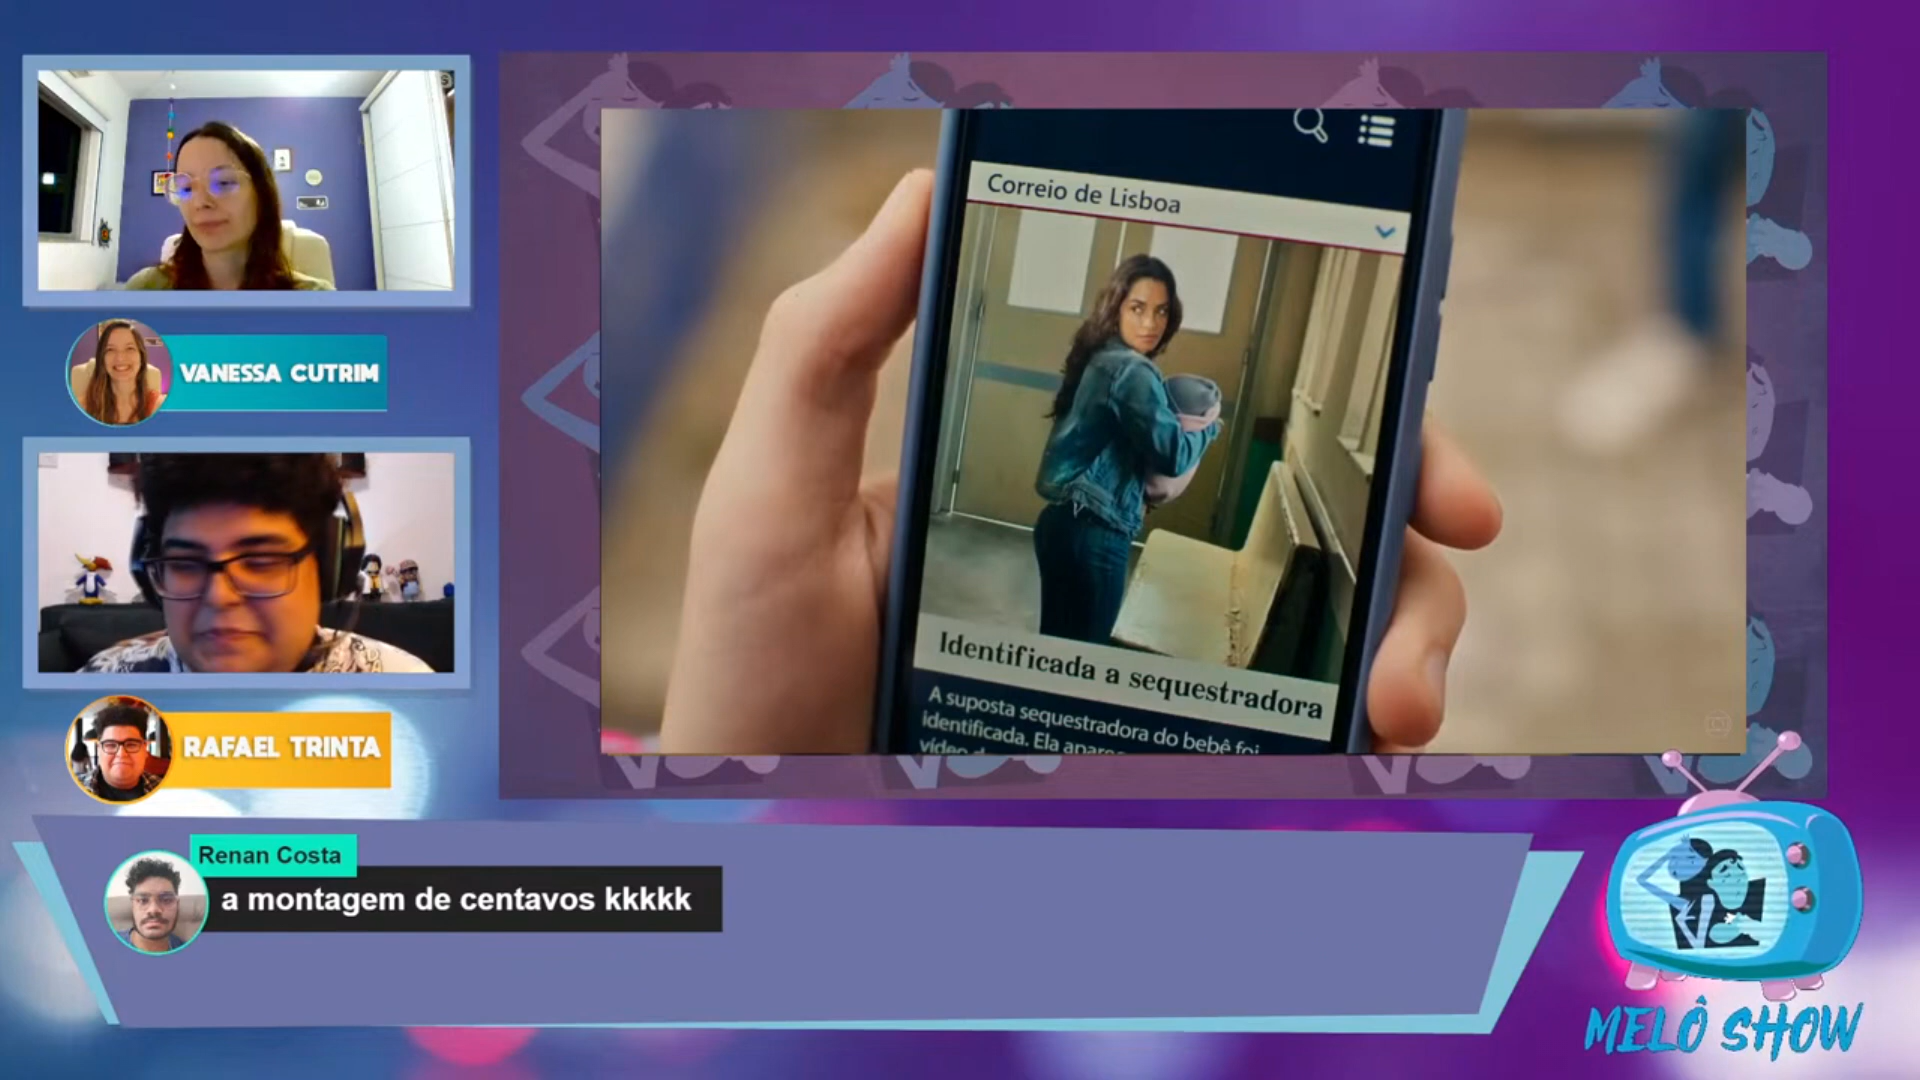 VANESSA CUTRIM
RAFAEL TRINTA
Correio de Lisboa
Identificada a sequestradora
A suposta sequestradora do bebê foi
identificada. Ela
vídeo
Renan Costa
a montagem de centavos kkkkk
MELÔ SHOW